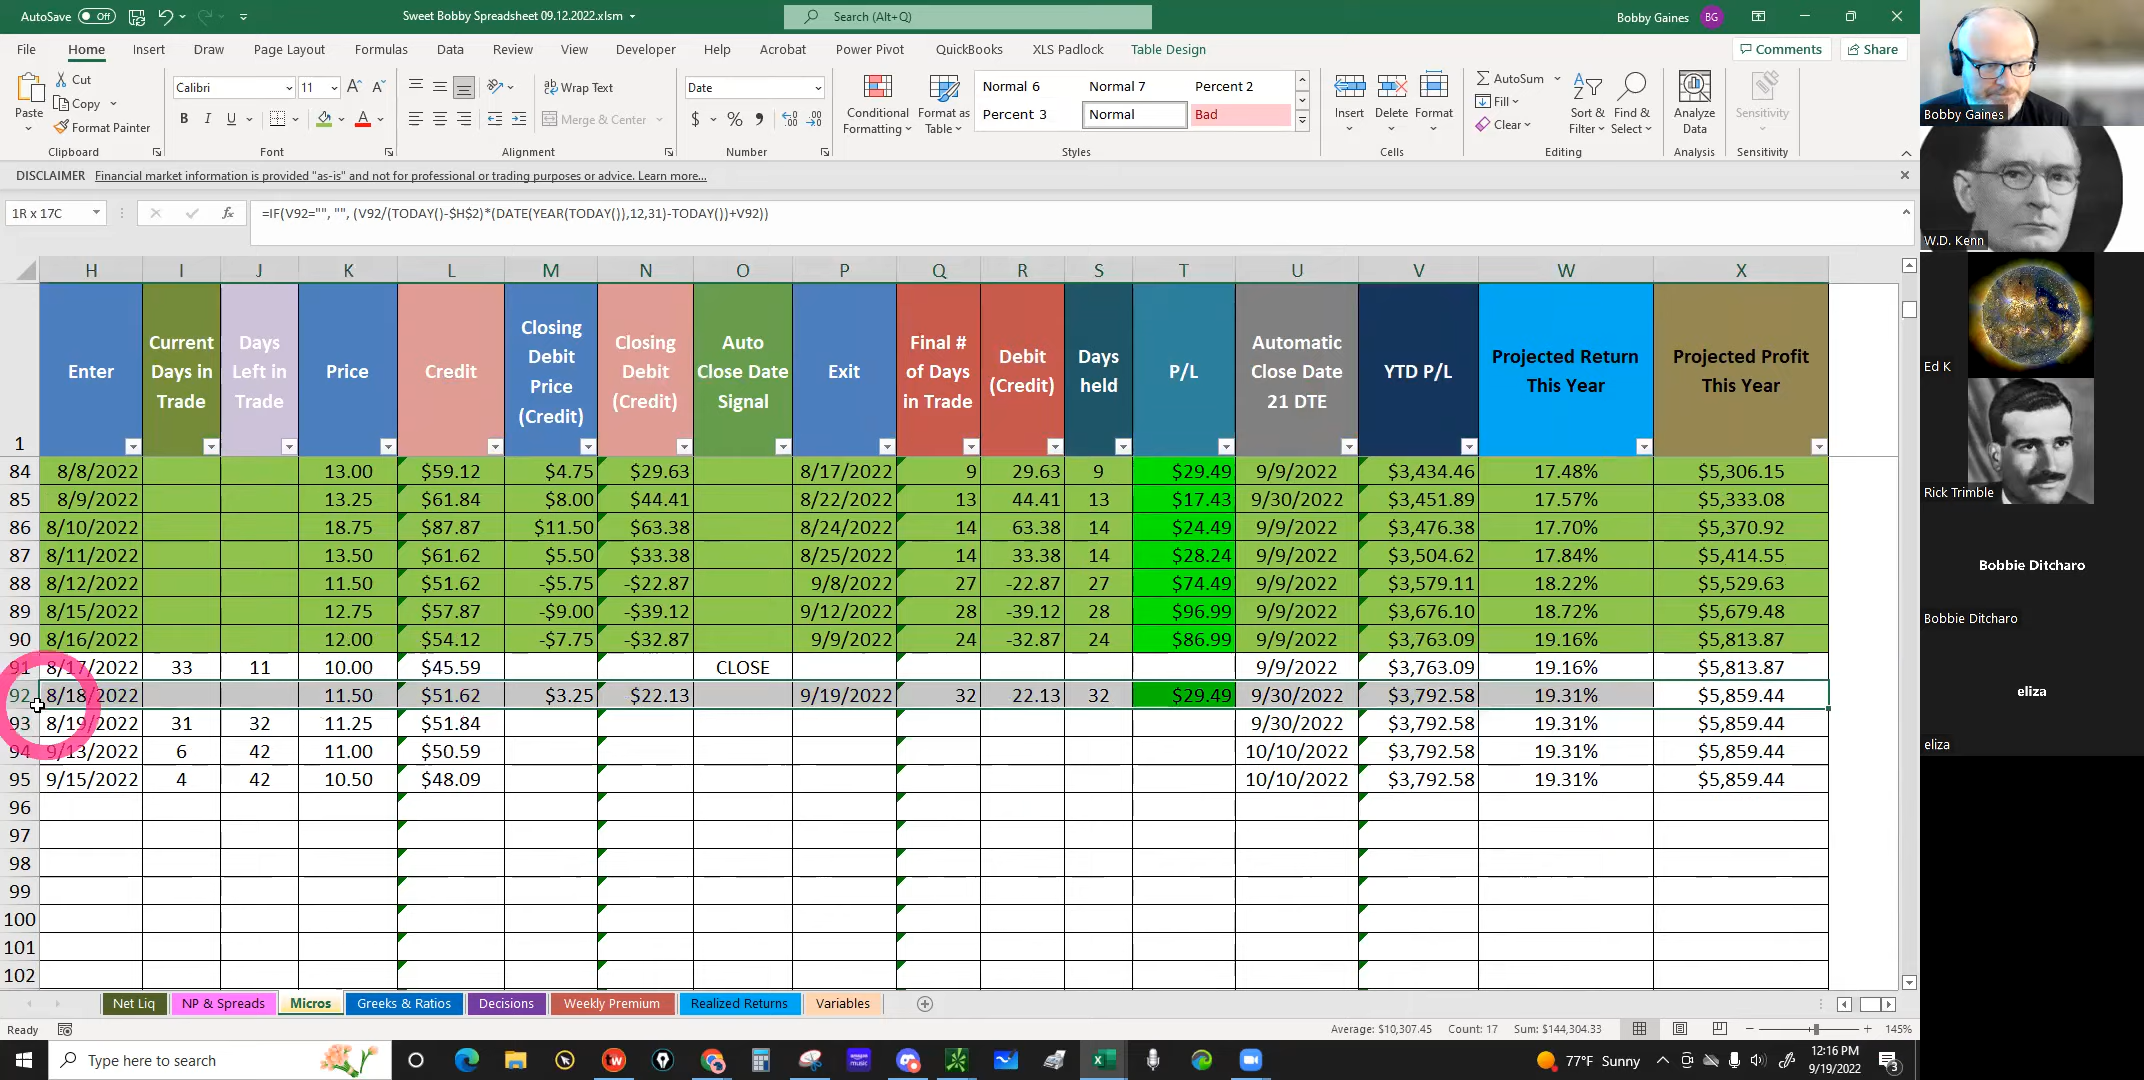 AutoSave Off
Sweet Bobby Spreadsheet 09.12.2022.xlsm
Search (Alt+Q)
Bobby Gaines BG
File Home Insert Draw Page Layout Formulas Data Review View Developer Help Acrobat Power Pivot QuickBooks XLS Padlock Table Design
Comments Share
Paste Cut Copy Format Painter
Calibri 11 B I U
Wrap Text
Merge & Center
Date
$ % 9
Conditional Formatting Format as Table
Normal 6 Normal 7 Percent 2
Percent 3 Normal Bad
Insert Delete Format
AutoSum Fill Clear
Sort & Filter Find & Select
Analyze Data
Sensitivity
Clipboard Font Alignment Number Styles Cells Editing Analysis Sensitivity
DISCLAIMER Financial market information is provided "as-is" and not for professional or trading purposes or advice. Learn more...
1R x 17C fx =IF(V92="", "", (V92/(TODAY()-$H$2)*(DATE(YEAR(TODAY()),12,31)-TODAY())+V92))
H I J K L M N O P Q R S T U V W X
1 Enter Current Days in Trade Days Left in Trade Price Credit Closing Debit Price (Credit) Closing Debit (Credit) Auto Close Date Signal Exit Final # of Days in Trade Debit (Credit) Days held P/L Automatic Close Date 21 DTE YTD P/L Projected Return This Year Projected Profit This Year
84 8/8/2022 13.00 $59.12 $4.75 $29.63 8/17/2022 9 29.63 9 $29.49 9/9/2022 $3,434.46 17.48% $5,306.15
85 8/9/2022 13.25 $61.84 $8.00 $44.41 8/22/2022 13 44.41 13 $17.43 9/30/2022 $3,451.89 17.57% $5,333.08
86 8/10/2022 18.75 $87.87 $11.50 $63.38 8/24/2022 14 63.38 14 $24.49 9/9/2022 $3,476.38 17.70% $5,370.92
87 8/11/2022 13.50 $61.62 $5.50 $33.38 8/25/2022 14 33.38 14 $28.24 9/9/2022 $3,504.62 17.84% $5,414.55
88 8/12/2022 11.50 $51.62 -$5.75 -$22.87 9/8/2022 27 -22.87 27 $74.49 9/9/2022 $3,579.11 18.22% $5,529.63
89 8/15/2022 12.75 $57.87 -$9.00 -$39.12 9/12/2022 28 -39.12 28 $96.99 9/9/2022 $3,676.10 18.72% $5,679.48
90 8/16/2022 12.00 $54.12 -$7.75 -$32.87 9/9/2022 24 -32.87 24 $86.99 9/9/2022 $3,763.09 19.16% $5,813.87
91 8/17/2022 33 11 10.00 $45.59 CLOSE 9/9/2022 $3,763.09 19.16% $5,813.87
92 8/18/2022 11.50 $51.62 $3.25 $22.13 9/19/2022 32 22.13 32 $29.49 9/30/2022 $3,792.58 19.31% $5,859.44
93 8/19/2022 31 32 11.25 $51.84 9/30/2022 $3,792.58 19.31% $5,859.44
94 9/13/2022 6 42 11.00 $50.59 10/10/2022 $3,792.58 19.31% $5,859.44
95 9/15/2022 4 42 10.50 $48.09 10/10/2022 $3,792.58 19.31% $5,859.44
96
97
98
99
100
101
102
Net Liq NP & Spreads Micros Greeks & Ratios Decisions Weekly Premium Realized Returns Variables
Ready Average: $10,307.45 Count: 17 Sum: $144,304.33 145%
Type here to search
77°F Sunny
12:16 PM
9/19/2022
3
Bobby Gaines
W.D. Kenn
Ed K
Rick Trimble
Bobbie Ditcharo
Bobbie Ditcharo
eliza
eliza